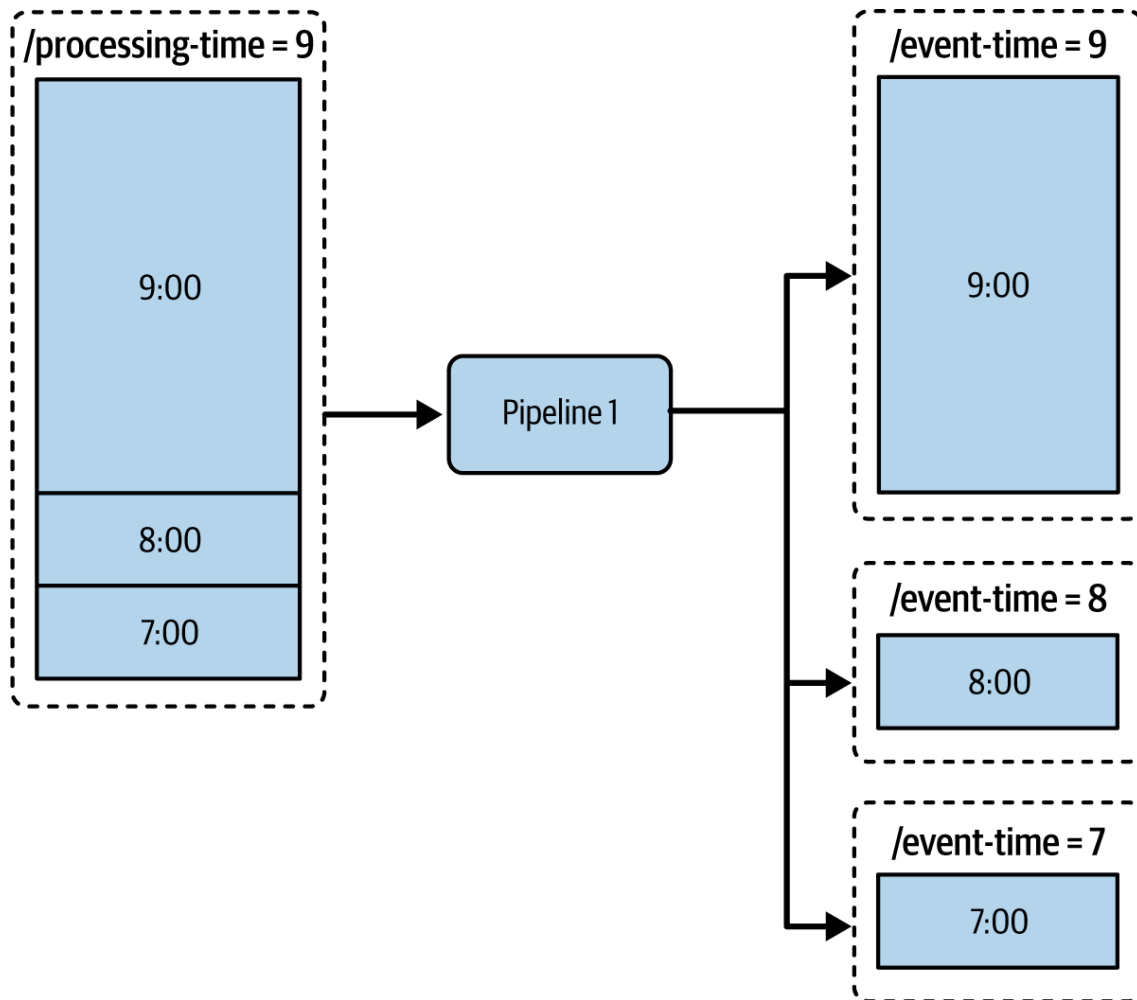 /processing-time = 9
9:00
8:00
7:00
Pipeline 1
/event-time = 9
9:00
/event-time = 8
8:00
/event-time = 7
7:00